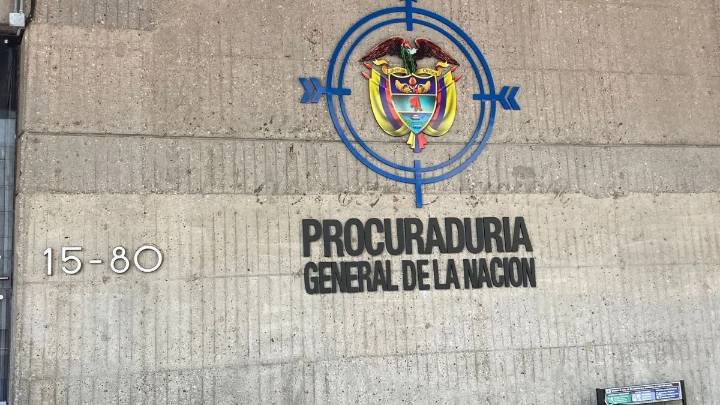 15-80
PROCURADURIA
GENERAL DE LA NACION